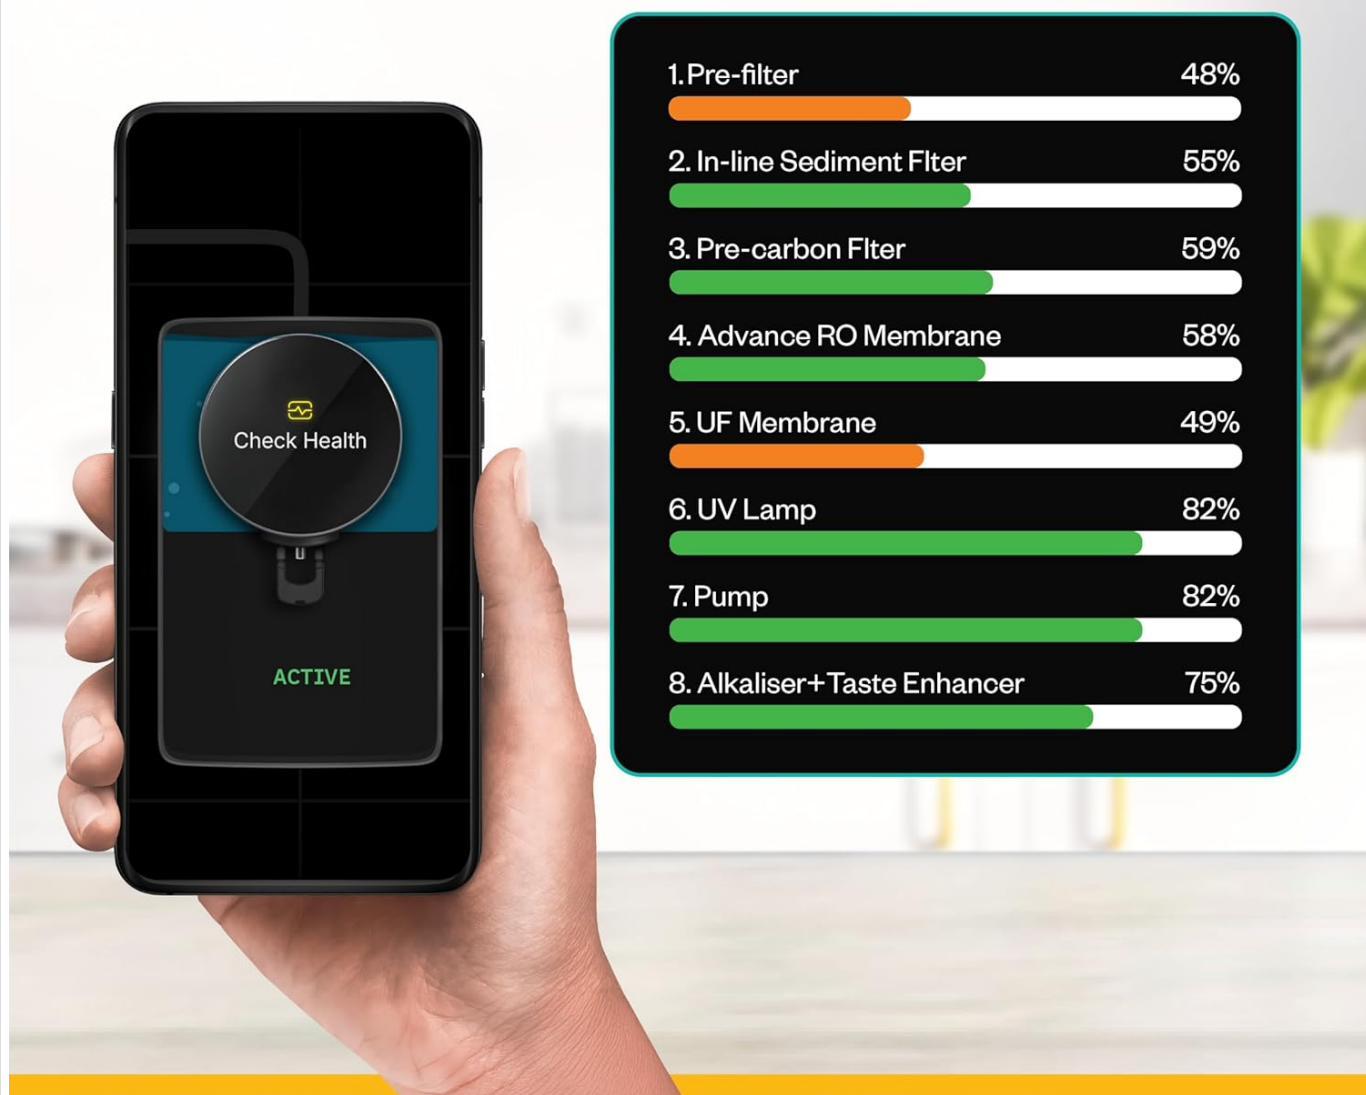 Check Health
ACTIVE
1.Pre-filter 48%
2. In-line Sediment Flter 55%
3. Pre-carbon Flter 59%
4. Advance RO Membrane 58%
5. UF Membrane 49%
6. UV Lamp 82%
7. Pump 82%
8. Alkaliser+Taste Enhancer 75%